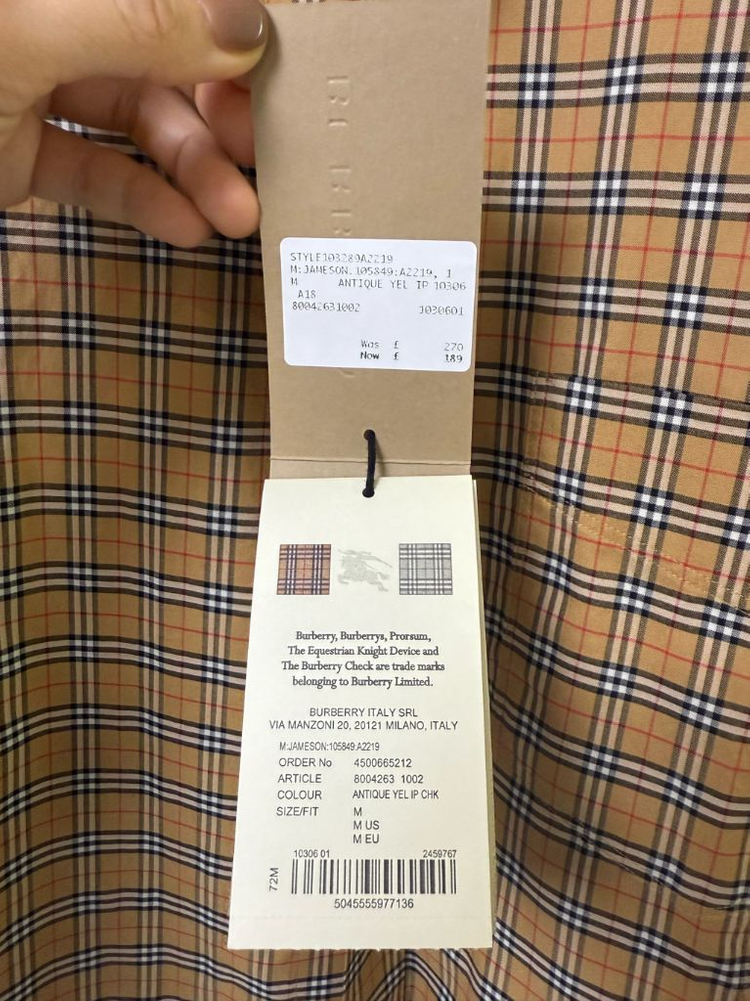 STYLE103289A2219
M:JAMESON:105849:A2219, 1
M ANTIQUE YEL IP 10306
A18
80042631002 1030601
Was £ 270
Now £ 189
Burberry, Burberrys, Prorsum,
The Equestrian Knight Device and
The Burberry Check are trade marks
belonging to Burberry Limited.
BURBERRY ITALY SRL
VIA MANZONI 20, 20121 MILANO, ITALY
M:JAMESON:105849:A2219
ORDER No 4500665212
ARTICLE 8004263 1002
COLOUR ANTIQUE YEL IP CHK
SIZE/FIT M
M US
M EU
10306 01 2459767
72M
5045555977136